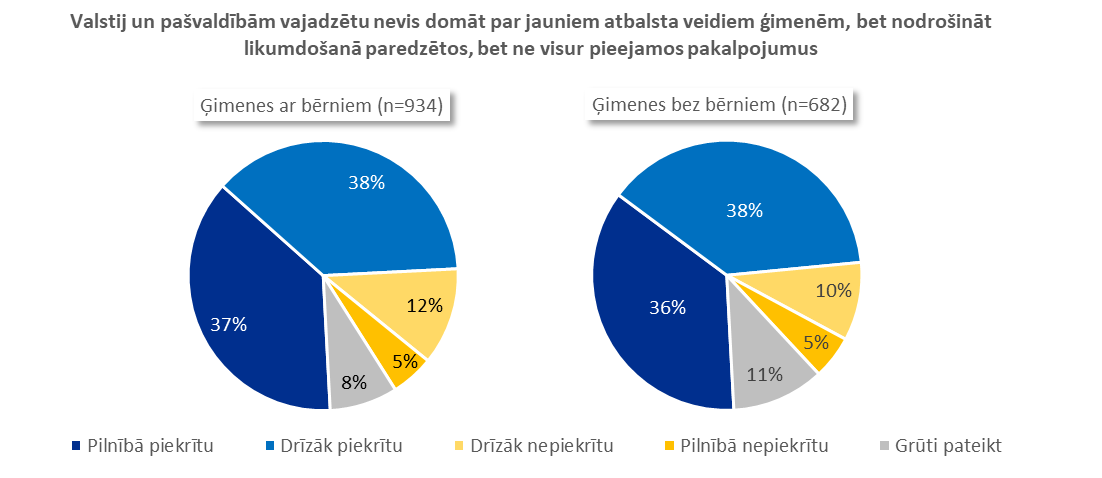 Valstij un pašvaldībām vajadzētu nevis domāt par jauniem atbalsta veidiem ģimenēm, bet nodrošināt
likumdošanā paredzētos, bet ne visur pieejamos pakalpojumus
Ģimenes ar bērniem (n=934)
38%
37%
12%
5%
8%
Ģimenes bez bērniem (n=682)
38%
36%
10%
5%
11%
Pilnībā piekrītu
Drīzāk piekrītu
Drīzāk nepiekrītu
Pilnībā nepiekrītu
Grūti pateikt